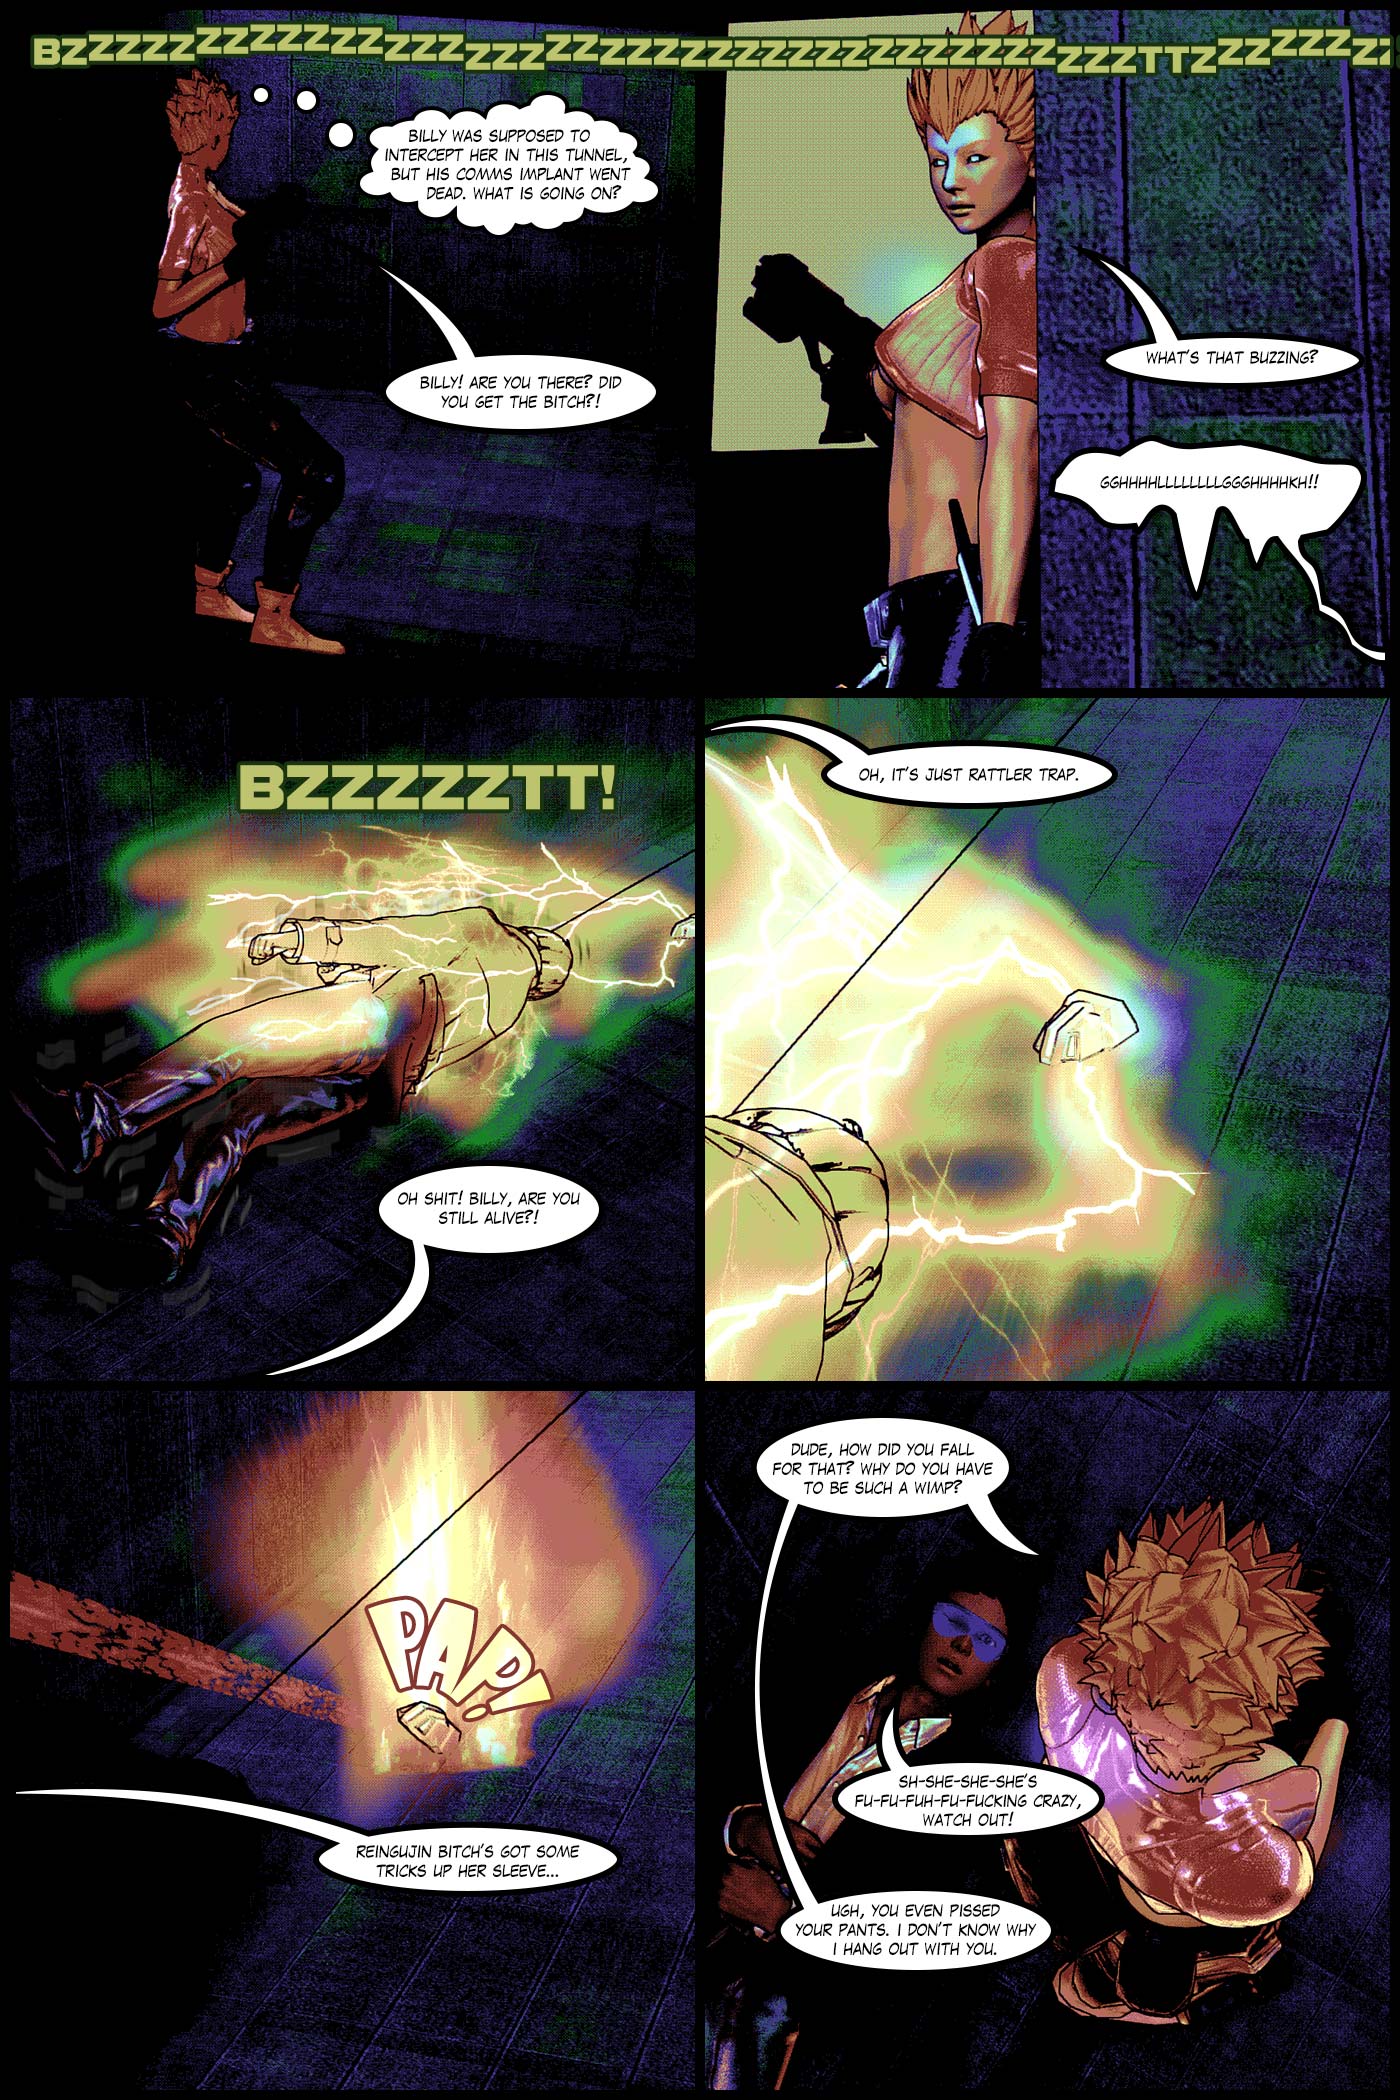 BZZZZZZZZZZZZZZZZZZZZZZZZZZZZZZZZZZZZZZZZZTTZZZZZZZZ
BILLY WAS SUPPOSED TO
INTERCEPT HER IN THIS TUNNEL,
BUT HIS COMMS IMPLANT WENT
DEAD. WHAT IS GOING ON?
BILLY! ARE YOU THERE? DID
YOU GET THE BITCH?!
WHAT'S THAT BUZZING?
GGHHHHLLLLLLLLGGGHHHHKH!!
BZZZZZTT!
OH SHIT! BILLY, ARE YOU
STILL ALIVE?!
OH, IT'S JUST RATTLER TRAP.
PAP!
REINGUJIN BITCH'S GOT SOME
TRICKS UP HER SLEEVE...
DUDE, HOW DID YOU FALL
FOR THAT? WHY DO YOU HAVE
TO BE SUCH A WIMP?
SH-SHE-SHE-SHE'S
FU-FU-FUH-FU-FUCKING CRAZY,
WATCH OUT!
UGH, YOU EVEN PISSED
YOUR PANTS. I DON'T KNOW WHY
I HANG OUT WITH YOU.